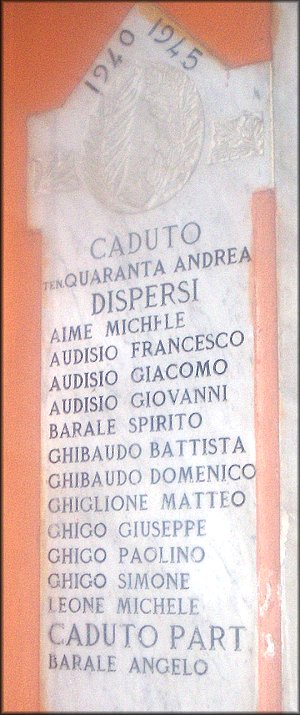 1940 1945
CADUTO
TEN. QUARANTA ANDREA
DISPERSI
AIME MICHELE
AUDISIO FRANCESCO
AUDISIO GIACOMO
AUDISIO GIOVANNI
BARALE SPIRITO
GHIBAUDO BATTISTA
GHIBAUDO DOMENICO
GHIGLIONE MATTEO
GHIGO GIUSEPPE
GHIGO PAOLINO
GHIGO SIMONE
LEONE MICHELE
CADUTO PART
BARALE ANGELO